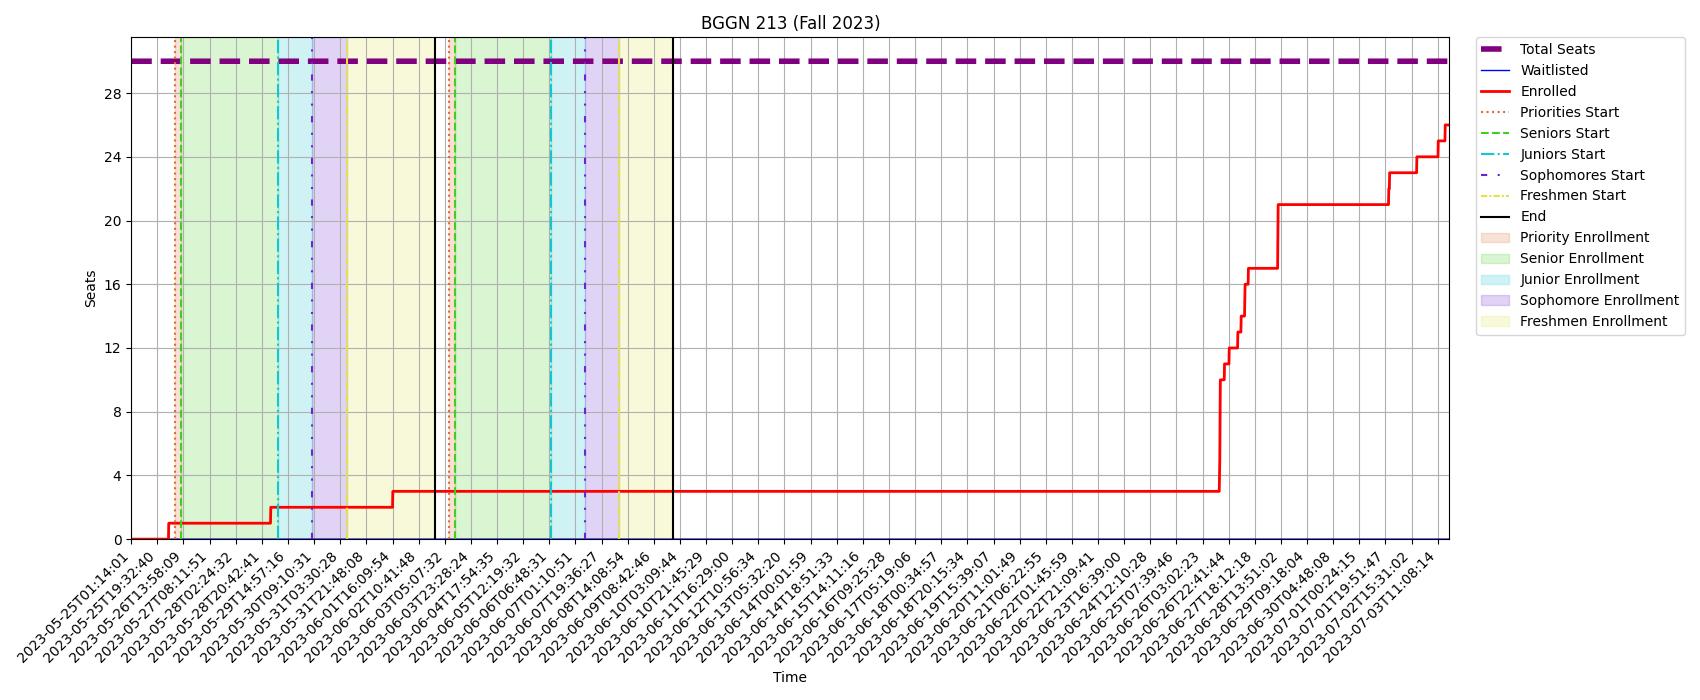 BGGN 213 (Fall 2023)
Seats
28
24
20
16
12
8
4
0
2023-05-25T01:14:01
2023-05-25T19:32:40
2023-05-26T13:58:09
2023-05-27T08:11:51
2023-05-28T02:24:32
2023-05-28T20:42:41
2023-05-29T14:57:16
2023-05-30T09:10:31
2023-05-31T03:30:28
2023-05-31T21:48:08
2023-06-01T16:09:54
2023-06-02T10:41:48
2023-06-03T05:07:32
2023-06-03T23:28:24
2023-06-04T17:54:35
2023-06-05T12:19:32
2023-06-06T06:48:31
2023-06-07T01:10:51
2023-06-07T19:36:27
2023-06-08T14:08:54
2023-06-09T08:42:46
2023-06-10T03:09:44
2023-06-10T21:45:29
2023-06-11T16:29:00
2023-06-12T10:56:34
2023-06-13T05:32:20
2023-06-14T00:01:59
2023-06-14T18:51:33
2023-06-15T14:11:16
2023-06-16T09:25:28
2023-06-17T05:19:06
2023-06-18T00:34:57
2023-06-18T20:15:34
2023-06-19T15:39:07
2023-06-20T11:01:49
2023-06-21T06:22:55
2023-06-22T01:45:59
2023-06-22T21:09:41
2023-06-23T16:39:00
2023-06-24T12:10:28
2023-06-25T07:39:46
2023-06-26T03:02:23
2023-06-26T22:41:44
2023-06-27T18:12:18
2023-06-28T13:51:02
2023-06-29T09:18:04
2023-06-30T04:48:08
2023-07-01T00:24:15
2023-07-01T19:51:47
2023-07-02T15:31:02
2023-07-03T11:08:14
Time
Total Seats
Waitlisted
Enrolled
Priorities Start
Seniors Start
Juniors Start
Sophomores Start
Freshmen Start
End
Priority Enrollment
Senior Enrollment
Junior Enrollment
Sophomore Enrollment
Freshmen Enrollment